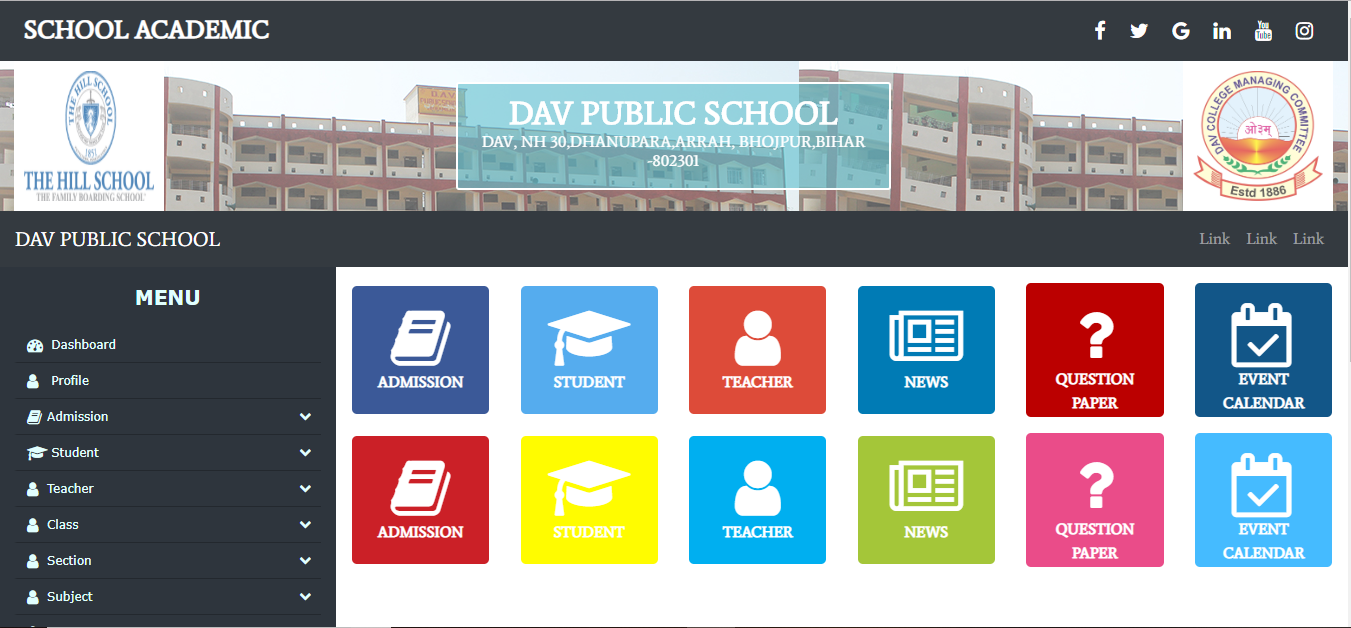 SCHOOL ACADEMIC
You
Tube
THE HILL SCHOOL
1851
THE HILL SCHOOL
THE FAMILY BOARDING SCHOOL
DAV PUBLIC SCHOOL
DAV, NH 30,DHANUPARA,ARRAH, BHOJPUR,BIHAR
-802301
DAV COLLEGE MANAGING COMMITTEE
ओ३म्
Estd 1886
DAV PUBLIC SCHOOL
Link Link Link
MENU
Dashboard
Profile
Admission
Student
Teacher
Class
Section
Subject
ADMISSION
STUDENT
TEACHER
NEWS
QUESTION
PAPER
EVENT
CALENDAR
ADMISSION
STUDENT
TEACHER
NEWS
QUESTION
PAPER
EVENT
CALENDAR